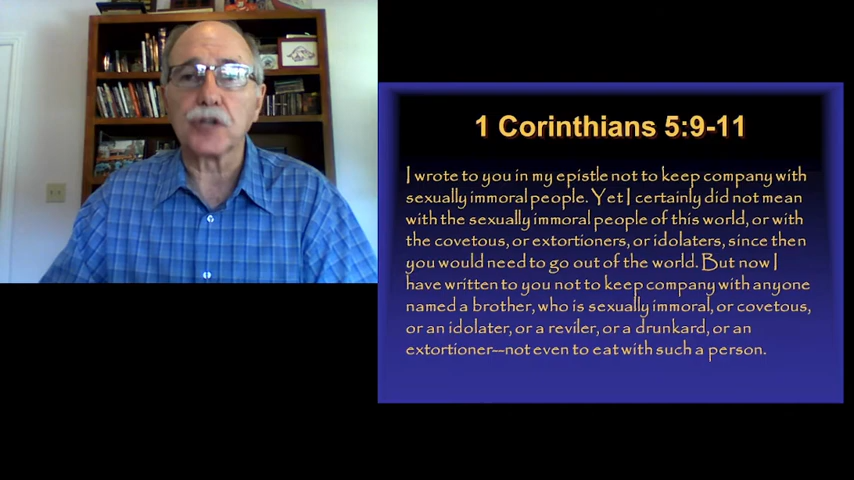 1 Corinthians 5:9-11
I wrote to you in my epistle not to keep company with
sexually immoral people. Yet I certainly did not mean
with the sexually immoral people of this world, or with
the covetous, or extortioners, or idolaters, since then
you would need to go out of the world. But now I
have written to you not to keep company with anyone
named a brother, who is sexually immoral, or covetous,
or an idolater, or a reviler, or a drunkard, or an
extortioner—not even to eat with such a person.